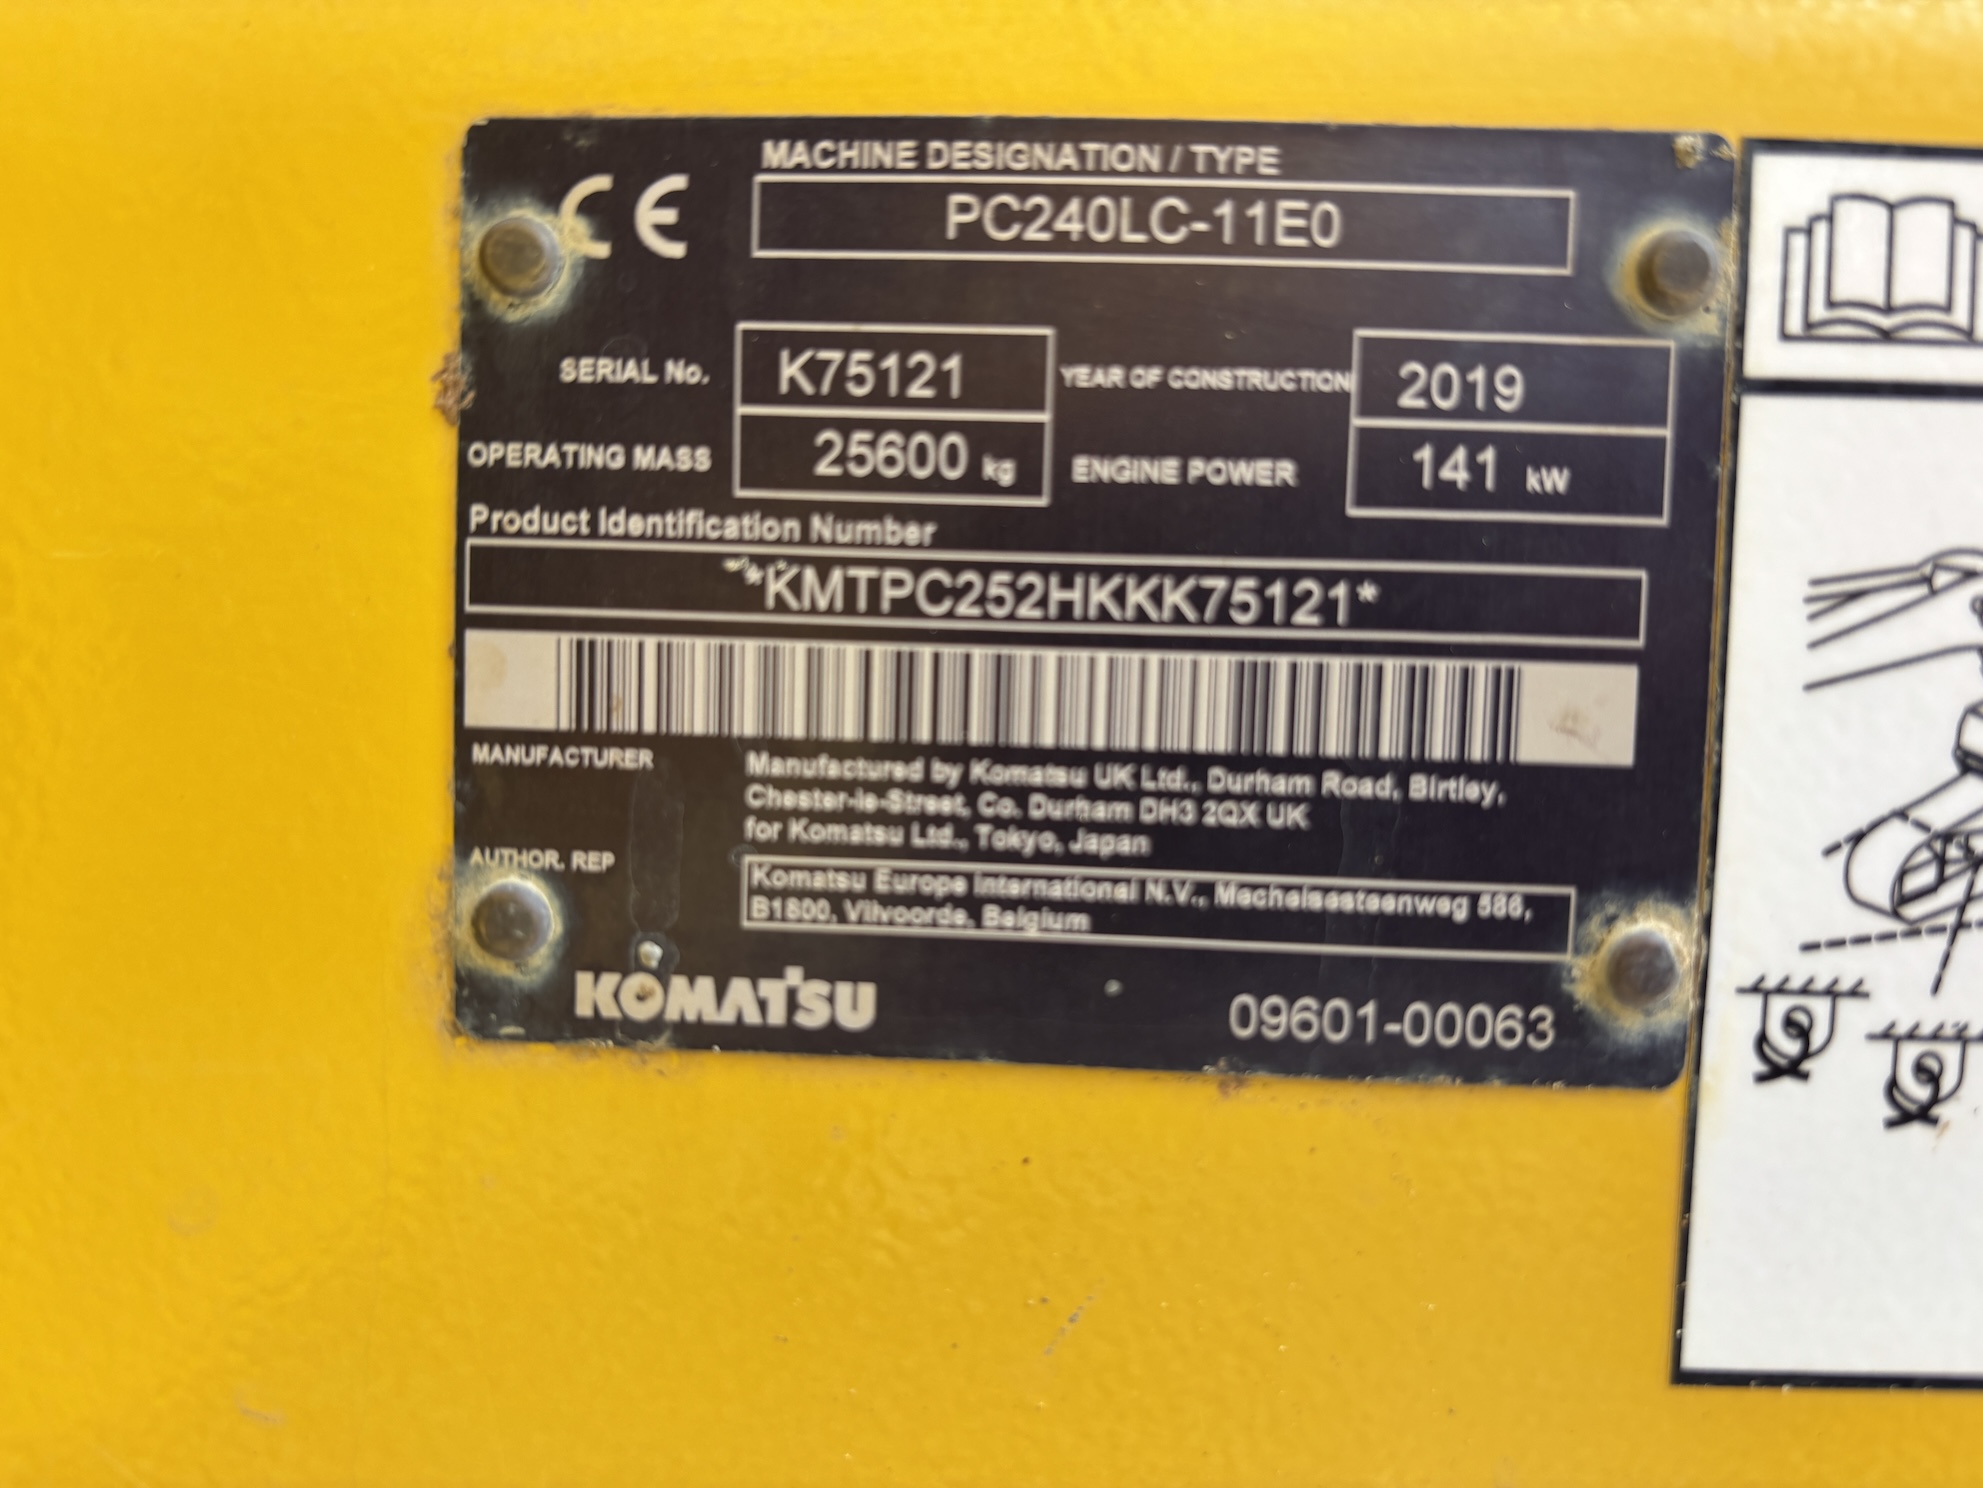 CE
MACHINE DESIGNATION / TYPE
PC240LC-11E0
SERIAL No. K75121 YEAR OF CONSTRUCTION 2019
OPERATING MASS 25600 kg ENGINE POWER 141 kW
Product Identification Number
*KMTPC252HKKK75121*
MANUFACTURER
Manufactured by Komatsu UK Ltd., Durham Road, Birtley,
Chester-le-Street, Co. Durham DH3 2QX UK
for Komatsu Ltd., Tokyo, Japan
AUTHOR. REP
Komatsu Europe International N.V., Mechelsesteenweg 586,
B1800, Vilvoorde, Belgium
KOMATSU
09601-00063